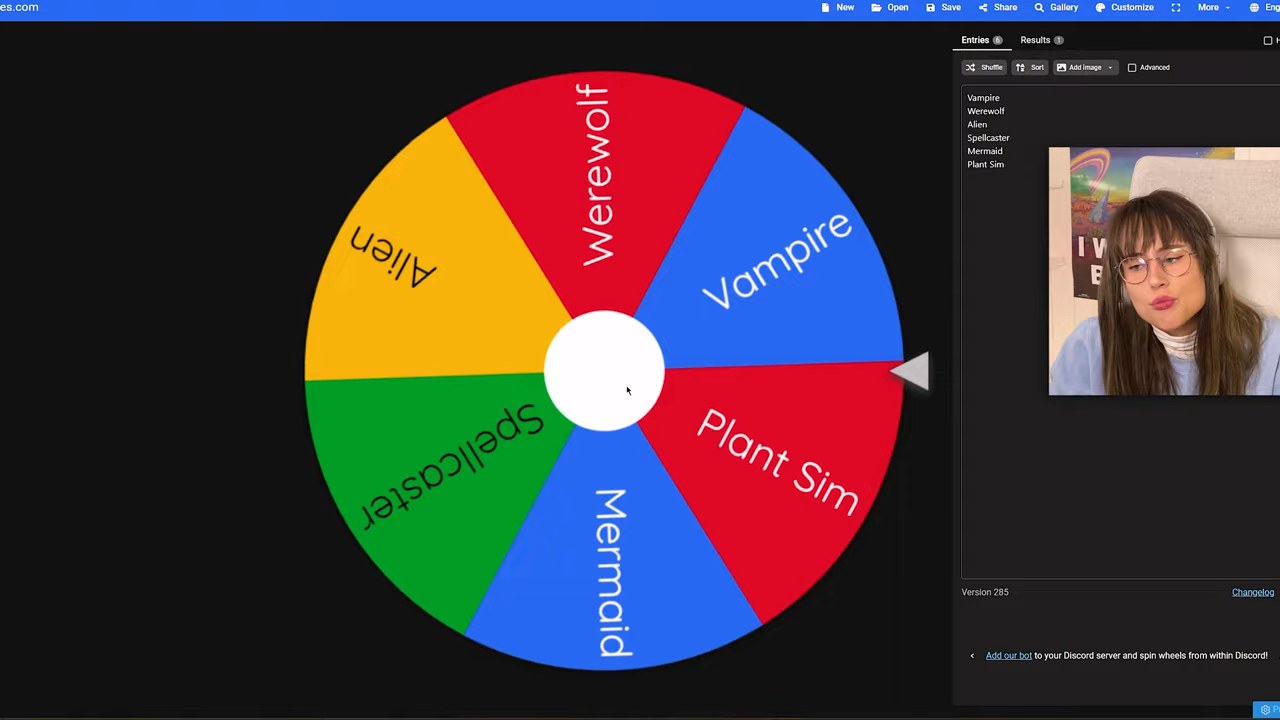 es.com
New
Open
Save
Share
Gallery
Customize
More
Eng
Entries 6
Results 1
H
Shuffle
Sort
Add image
Advanced
Vampire
Werewolf
Alien
Spellcaster
Mermaid
Plant Sim
Werewolf
Vampire
Plant Sim
Mermaid
Spellcaster
Alien
I W
B
Version 285
Changelog
Add our bot to your Discord server and spin wheels from within Discord!